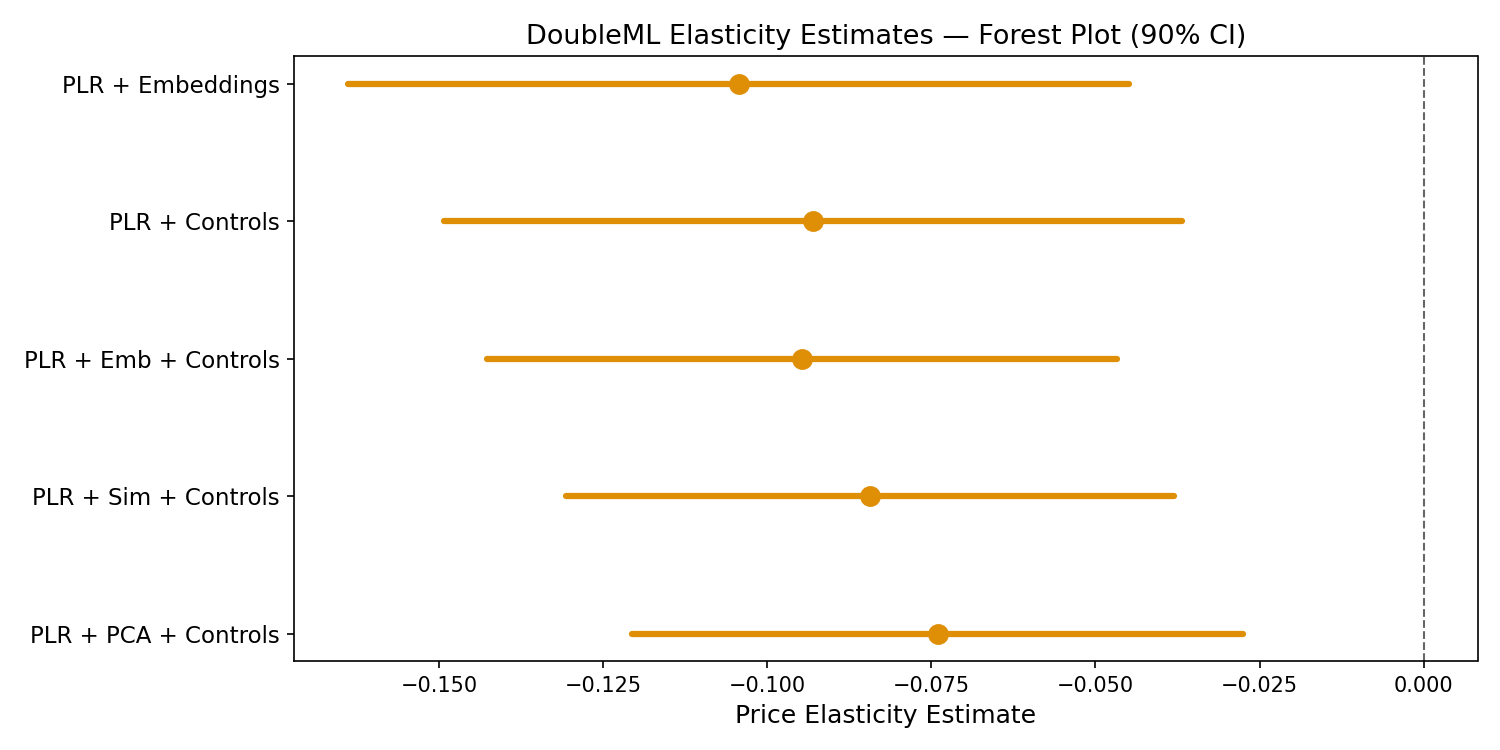 DoubleML Elasticity Estimates — Forest Plot (90% CI)
PLR + Embeddings
PLR + Controls
PLR + Emb + Controls
PLR + Sim + Controls
PLR + PCA + Controls
−0.150 −0.125 −0.100 −0.075 −0.050 −0.025 0.000
Price Elasticity Estimate